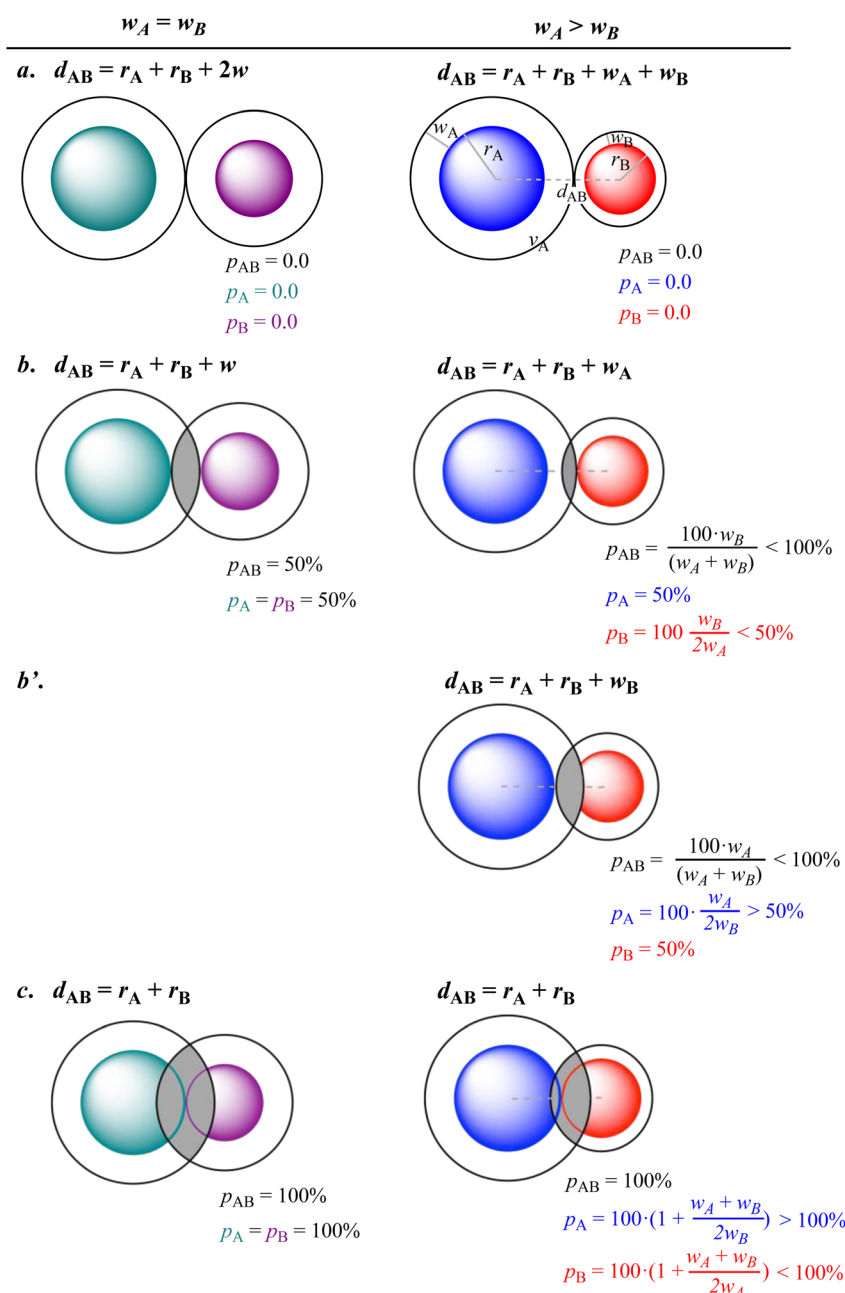 w_A = w_B
w_A > w_B
a. d_AB = r_A + r_B + 2w
d_AB = r_A + r_B + w_A + w_B
w_A
r_A
w_B
r_B
d_AB
v_A
p_AB = 0.0
p_A = 0.0
p_B = 0.0
p_AB = 0.0
p_A = 0.0
p_B = 0.0
b. d_AB = r_A + r_B + w
d_AB = r_A + r_B + w_A
p_AB = 50%
p_A = p_B = 50%
p_AB = 100·w_B / (w_A + w_B) < 100%
p_A = 50%
p_B = 100 w_B / 2w_A < 50%
b’.
d_AB = r_A + r_B + w_B
p_AB = 100·w_A / (w_A + w_B) < 100%
p_A = 100· w_A / 2w_B > 50%
p_B = 50%
c. d_AB = r_A + r_B
d_AB = r_A + r_B
p_AB = 100%
p_A = p_B = 100%
p_AB = 100%
p_A = 100·(1 + w_A + w_B / 2w_B) > 100%
p_B = 100·(1 + w_A + w_B / 2w_A) < 100%